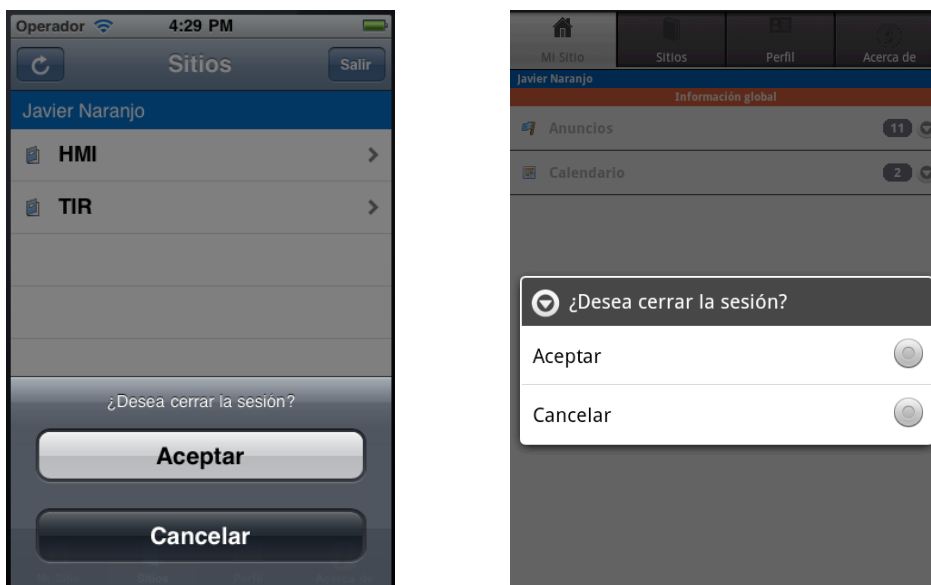 Operador 4:29 PM
Sitios
Salir
Javier Naranjo
HMI
TIR
¿Desea cerrar la sesión?
Aceptar
Cancelar
Mi Sitio Sitios Perfil Acerca de
Javier Naranjo
Información global
Anuncios 11
Calendario 2
¿Desea cerrar la sesión?
Aceptar
Cancelar